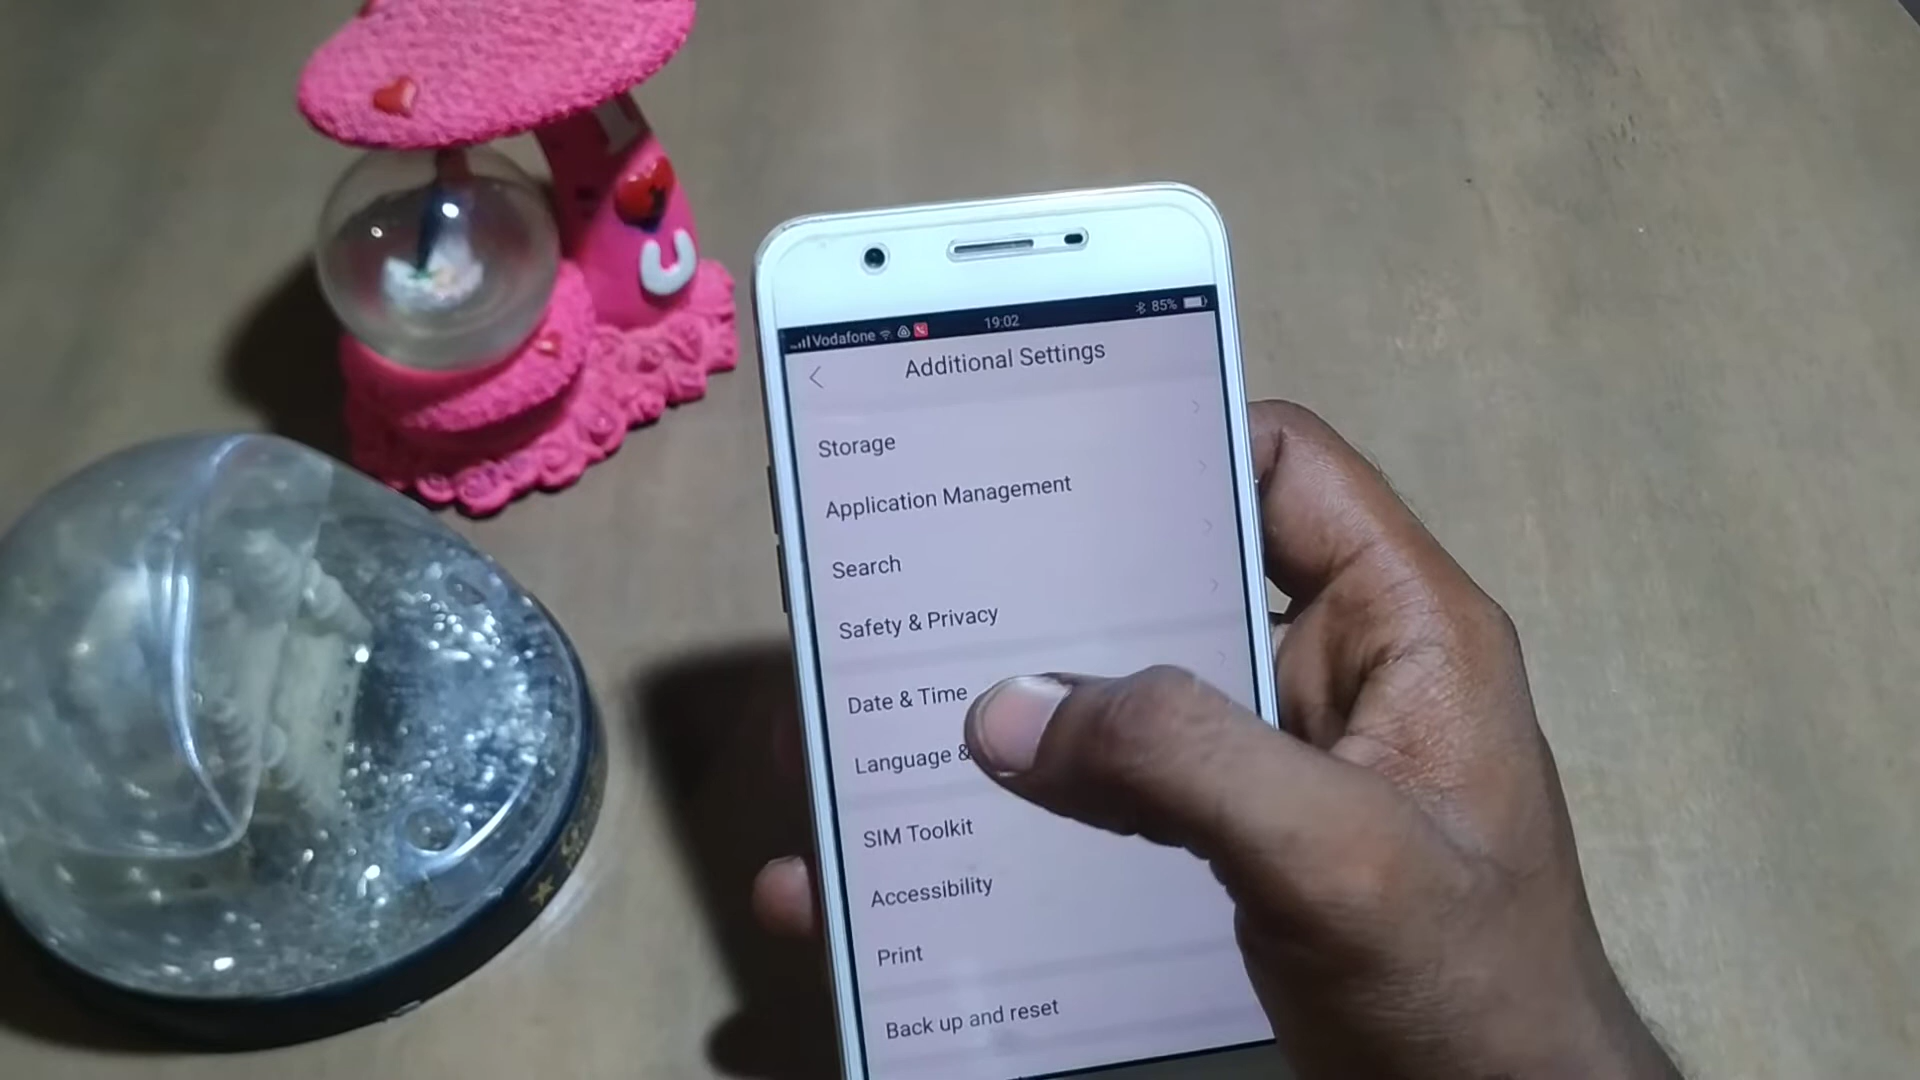 Vodafone 19:02 85%
Additional Settings
Storage
Application Management
Search
Safety & Privacy
Date & Time
Language &
SIM Toolkit
Accessibility
Print
Back up and reset
U